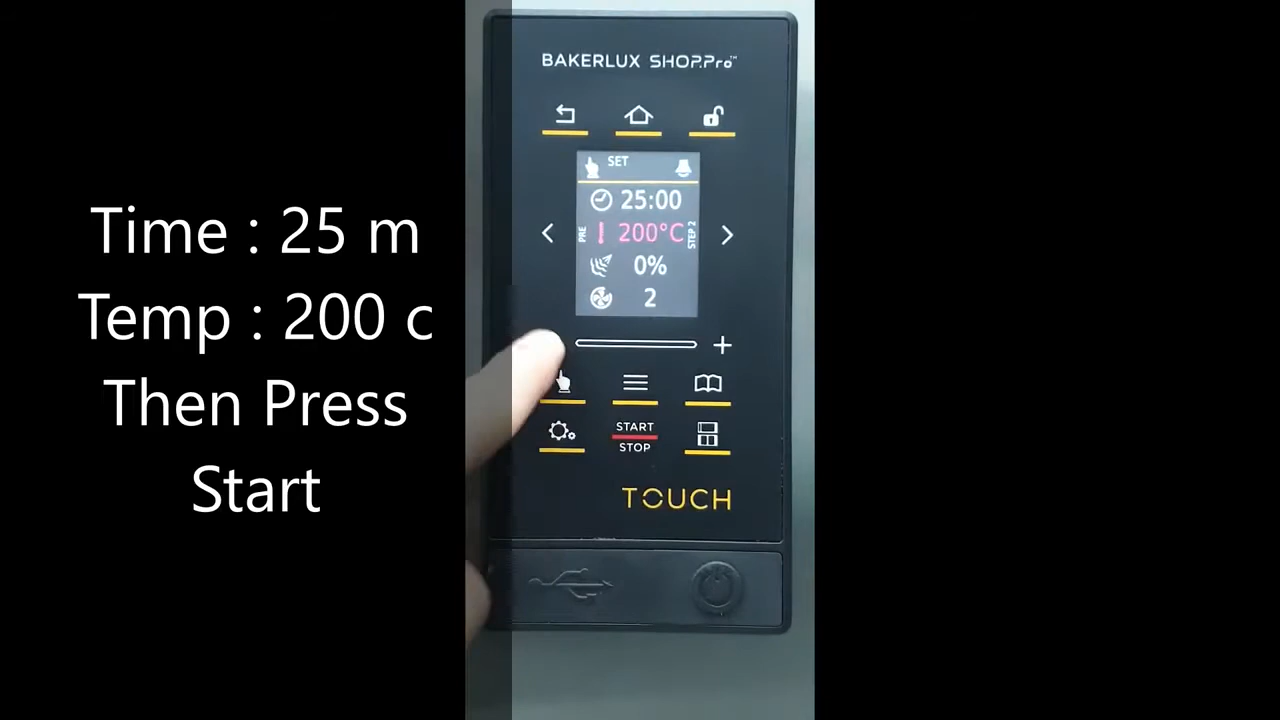 Time : 25 m
Temp : 200 c
Then Press
Start
BAKERLUX SHOP.Pro™
SET
25:00
PRE
200°C
STEP 2
0%
2
START
STOP
TOUCH